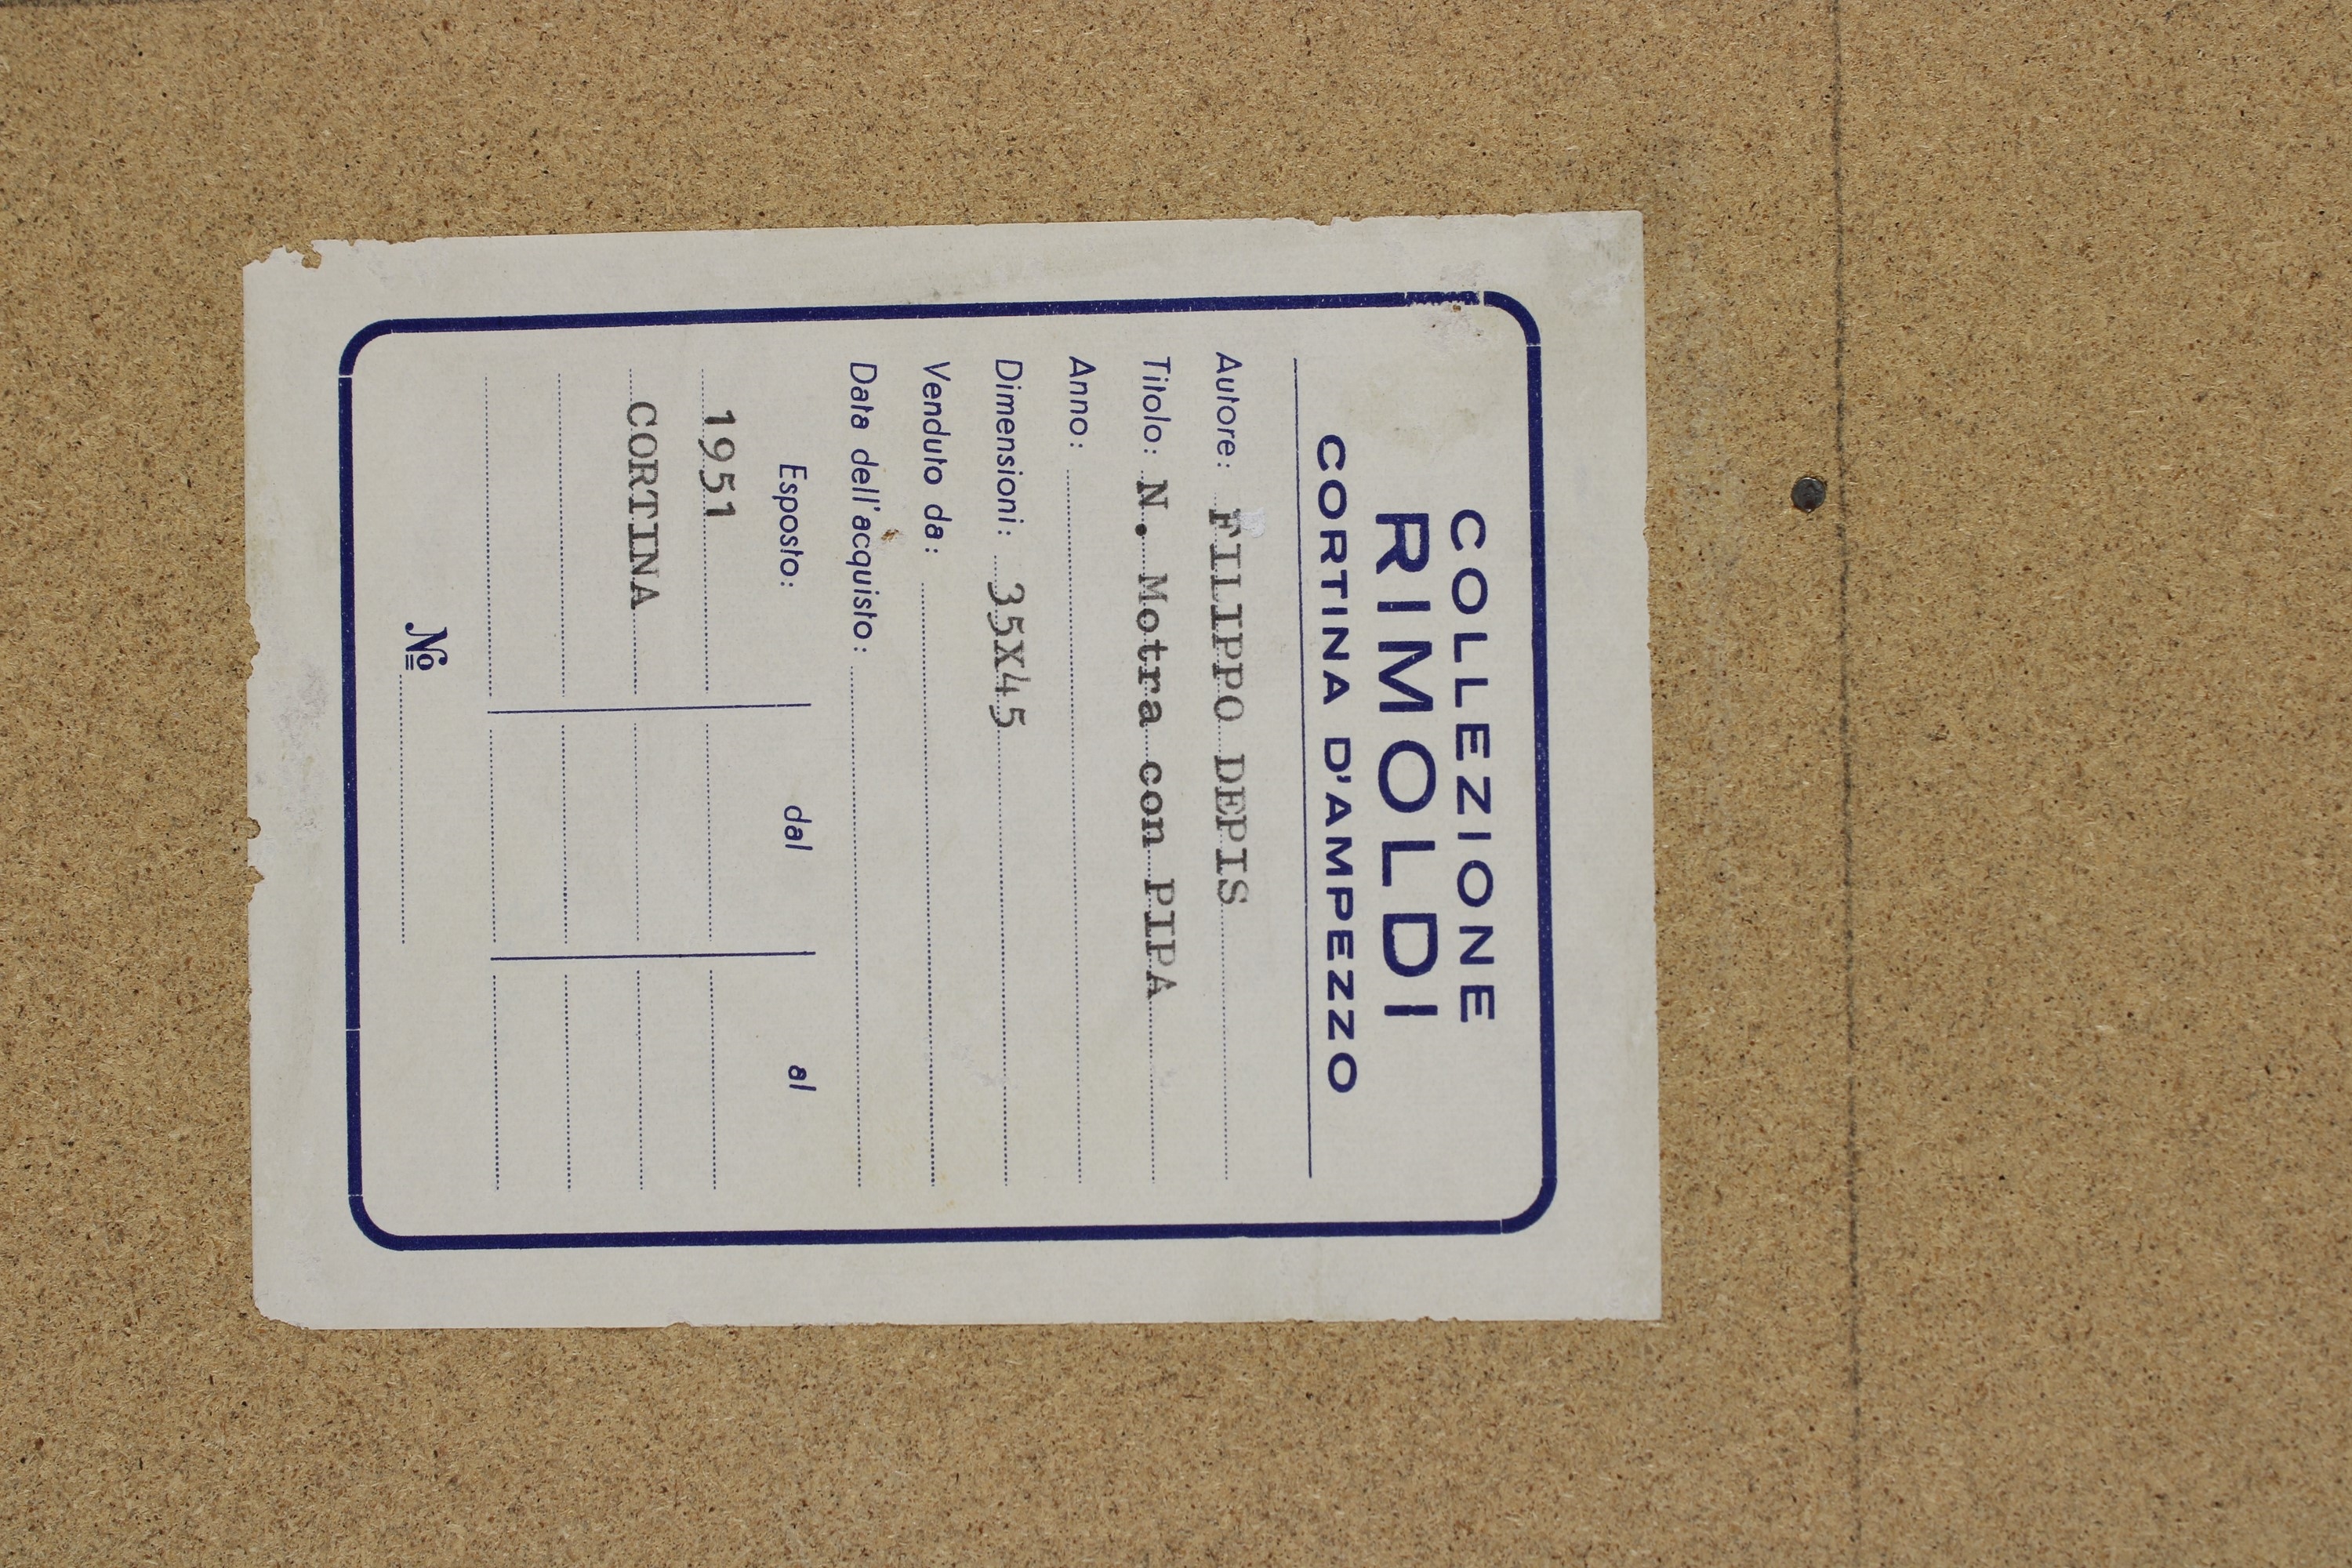 COLLEZIONE
RIMOLDI
CORTINA D'AMPEZZO
Autore: FILIPPO DEPIS
Titolo: N. Motra con PIPA
Anno:
Dimensioni: 35X45
Venduto da:
Data dell'acquisto:
Esposto: dal al
1951
CORTINA
№